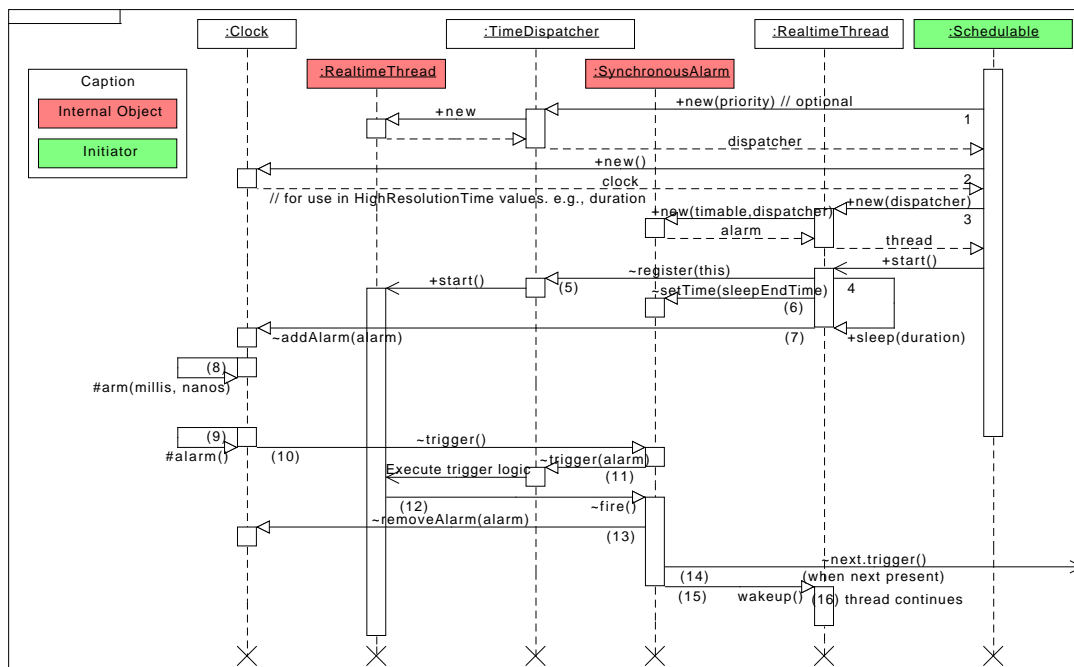 :Clock
:TimeDispatcher
:RealtimeThread
:Schedulable
:RealtimeThread
:SynchronousAlarm
Caption
Internal Object
Initiator
+new(priority) // optional
1
+new
dispatcher
+new()
2
clock
// for use in HighResolutionTime values. e.g., duration
+new(dispatcher)
3
+new(timable,dispatcher)
alarm
thread
+start()
~register(this)
(5)
4
+start()
~setTime(sleepEndTime)
(6)
~addAlarm(alarm)
(7)
+sleep(duration)
(8)
#arm(millis, nanos)
(9)
~trigger()
#alarm()
(10)
~trigger(alarm)
Execute trigger logic
(11)
(12)
~fire()
~removeAlarm(alarm)
(13)
~next.trigger()
(14)
(when next present)
(15)
wakeup()
(16) thread continues